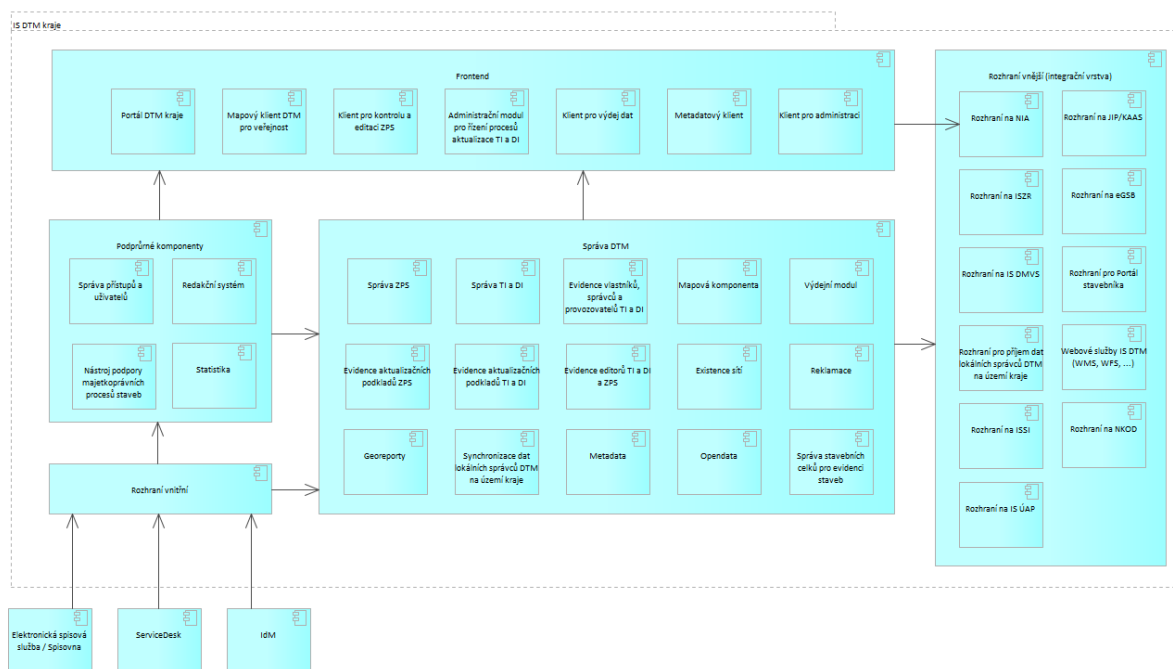 IS DTM kraje
Frontend
Portál DTM
kraje
Mapový klient DTM
pro veřejnost
Klient pro kontrolu a
editaci ZPS
Administrační modul
pro řízení procesů
aktualizace TI a DI
Klient pro výdej dat
Metadatový klient
Klient pro administraci
Podprůrné komponenty
Správa přístupů a
uživatelů
Redakční systém
Nástroj podpory
majetkoprávních
procesů staveb
Statistika
Rozhraní vnitřní
Správa DTM
Správa ZPS
Správa TI a DI
Evidence vlastníků,
správců a
provozovatelů TI a DI
Mapová komponenta
Výdejní modul
Evidence aktualizačních
podkladů ZPS
Evidence aktualizačních
podkladů TI a DI
Evidence editorů TI a DI
a ZPS
Existence sítí
Reklamace
Georeporty
Synchronizace dat
lokálních správců DTM
na území kraje
Metadata
Opendata
Správa stavebních
celků pro evidenci
staveb
Rozhraní vnější (integrační vrstva)
Rozhraní na NIA
Rozhraní na JIP/KAAS
Rozhraní na ISZR
Rozhraní na eGSB
Rozhraní na IS DMVS
Rozhraní pro Portál
stavebníka
Rozhraní pro příjem dat
lokálních správců DTM
na území kraje
Webové služby IS DTM
(WMS, WFS, ...)
Rozhraní na ISSI
Rozhraní na NKOD
Rozhraní na IS ÚAP
Elektronická spisová
služba / Spisovna
ServiceDesk
IdM